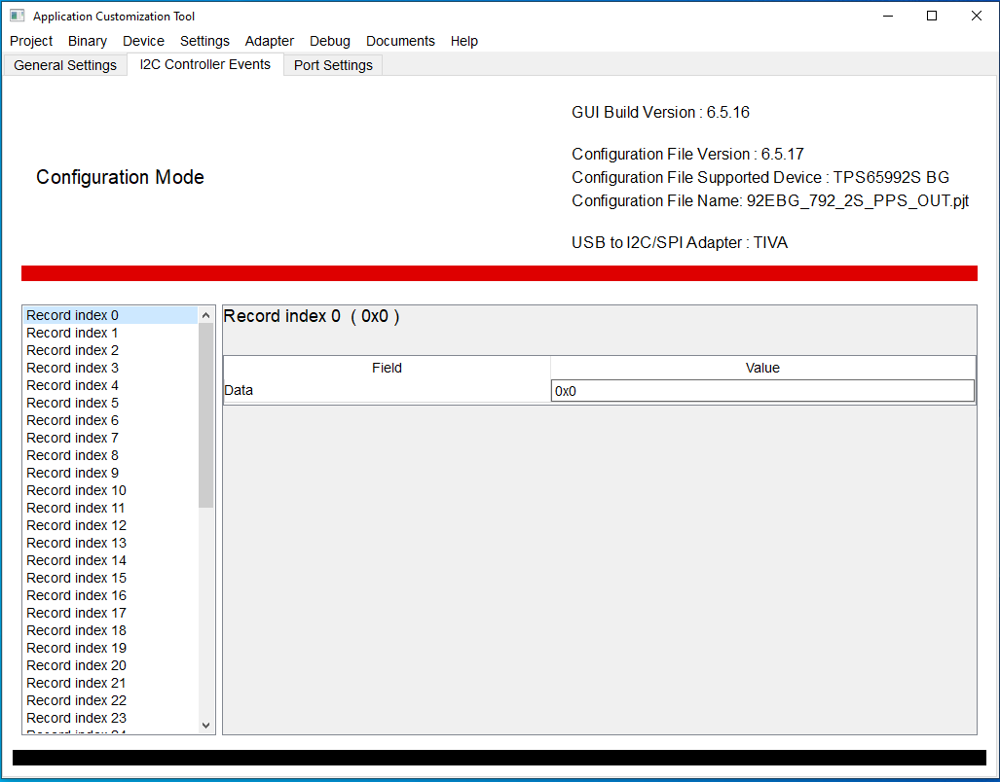 Application Customization Tool
Project Binary Device Settings Adapter Debug Documents Help
General Settings I2C Controller Events Port Settings
GUI Build Version : 6.5.16
Configuration File Version : 6.5.17
Configuration Mode
Configuration File Supported Device : TPS65992S BG
Configuration File Name: 92EBG_792_2S_PPS_OUT.pjt
USB to I2C/SPI Adapter : TIVA
Record index 0
Record index 1
Record index 2
Record index 3
Record index 4
Record index 5
Record index 6
Record index 7
Record index 8
Record index 9
Record index 10
Record index 11
Record index 12
Record index 13
Record index 14
Record index 15
Record index 16
Record index 17
Record index 18
Record index 19
Record index 20
Record index 21
Record index 22
Record index 23
Record index 24
Record index 0 ( 0x0 )
Field Value
Data 0x0